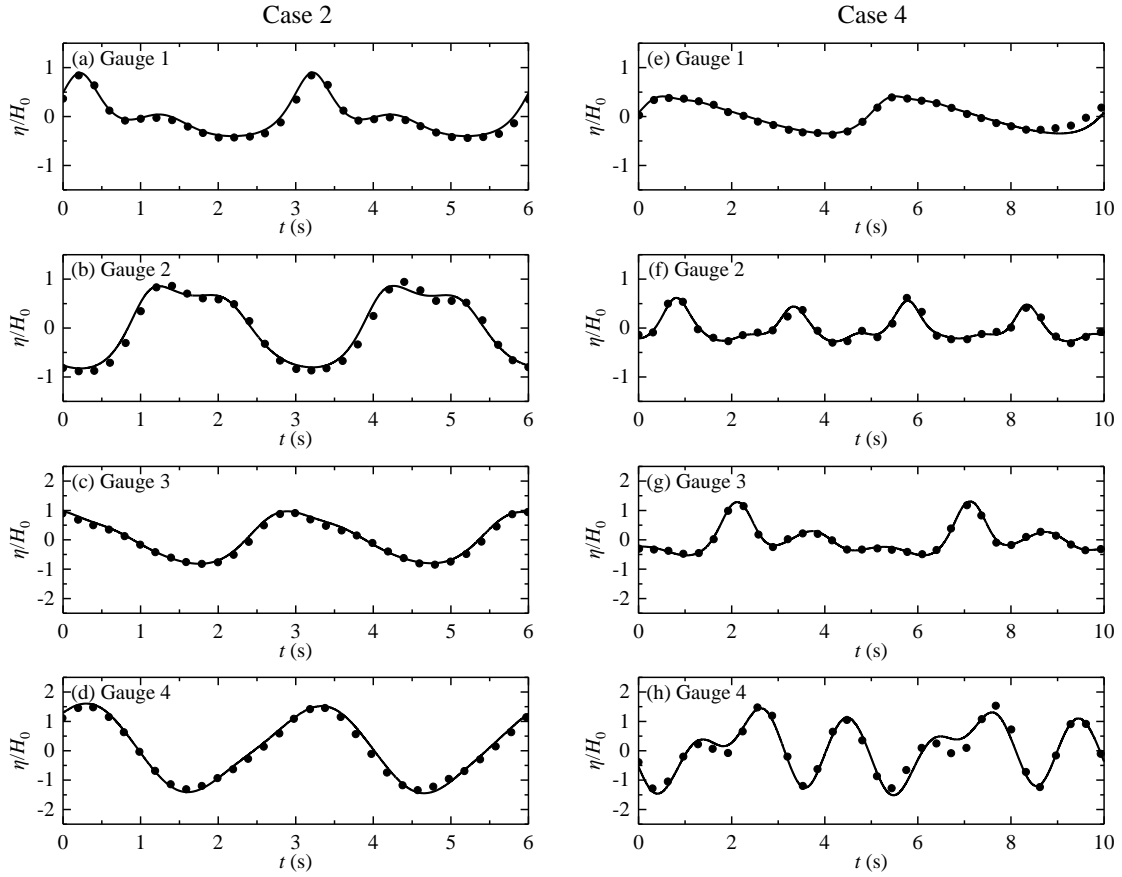 Case 2
(a) Gauge 1
η/H0
1
0
-1
0 1 2 3 4 5 6
t (s)
(b) Gauge 2
η/H0
1
0
-1
0 1 2 3 4 5 6
t (s)
(c) Gauge 3
η/H0
2
1
0
-1
-2
0 1 2 3 4 5 6
t (s)
(d) Gauge 4
η/H0
2
1
0
-1
-2
0 1 2 3 4 5 6
t (s)
Case 4
(e) Gauge 1
η/H0
1
0
-1
0 2 4 6 8 10
t (s)
(f) Gauge 2
η/H0
1
0
-1
0 2 4 6 8 10
t (s)
(g) Gauge 3
η/H0
2
1
0
-1
-2
0 2 4 6 8 10
t (s)
(h) Gauge 4
η/H0
2
1
0
-1
-2
0 2 4 6 8 10
t (s)